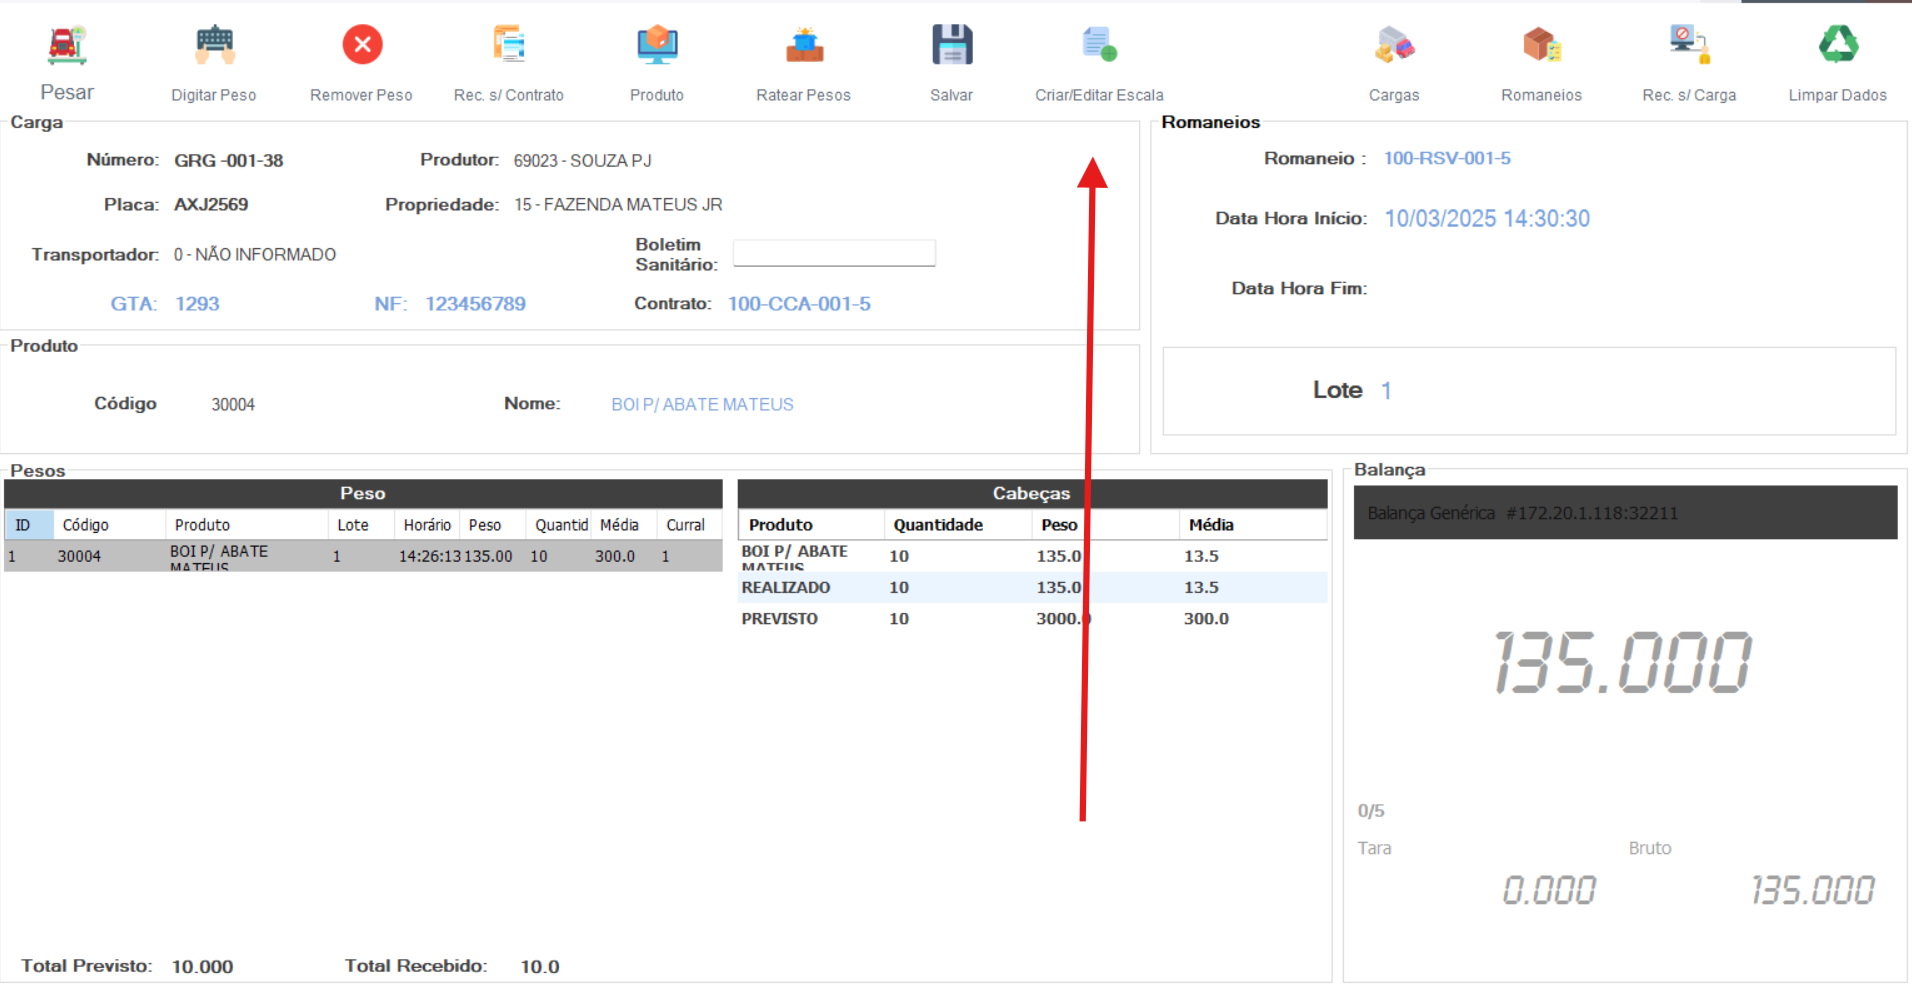 Pesar
Digitar Peso
Remover Peso
Rec. s/ Contrato
Produto
Ratear Pesos
Salvar
Criar/Editar Escala
Cargas
Romaneios
Rec. s/ Carga
Limpar Dados
Carga
Número: GRG -001-38
Produtor: 69023 - SOUZA PJ
Placa: AXJ2569
Propriedade: 15 - FAZENDA MATEUS JR
Transportador: 0 - NÃO INFORMADO
Boletim
Sanitário:
GTA: 1293
NF: 123456789
Contrato: 100-CCA-001-5
Romaneios
Romaneio : 100-RSV-001-5
Data Hora Início: 10/03/2025 14:30:30
Data Hora Fim:
Lote 1
Produto
Código 30004
Nome: BOI P/ ABATE MATEUS
Pesos
Peso
ID Código Produto Lote Horário Peso Quantid Média Curral
1 30004 BOI P/ ABATE MATEUS 1 14:26:13 135.00 10 300.0 1
Cabeças
Produto Quantidade Peso Média
BOI P/ ABATE MATEUS 10 135.0 13.5
REALIZADO 10 135.0 13.5
PREVISTO 10 3000.0 300.0
Total Previsto: 10.000
Total Recebido: 10.0
Balança
Balança Genérica #172.20.1.118:32211
135.000
0/5
Tara
Bruto
0.000
135.000